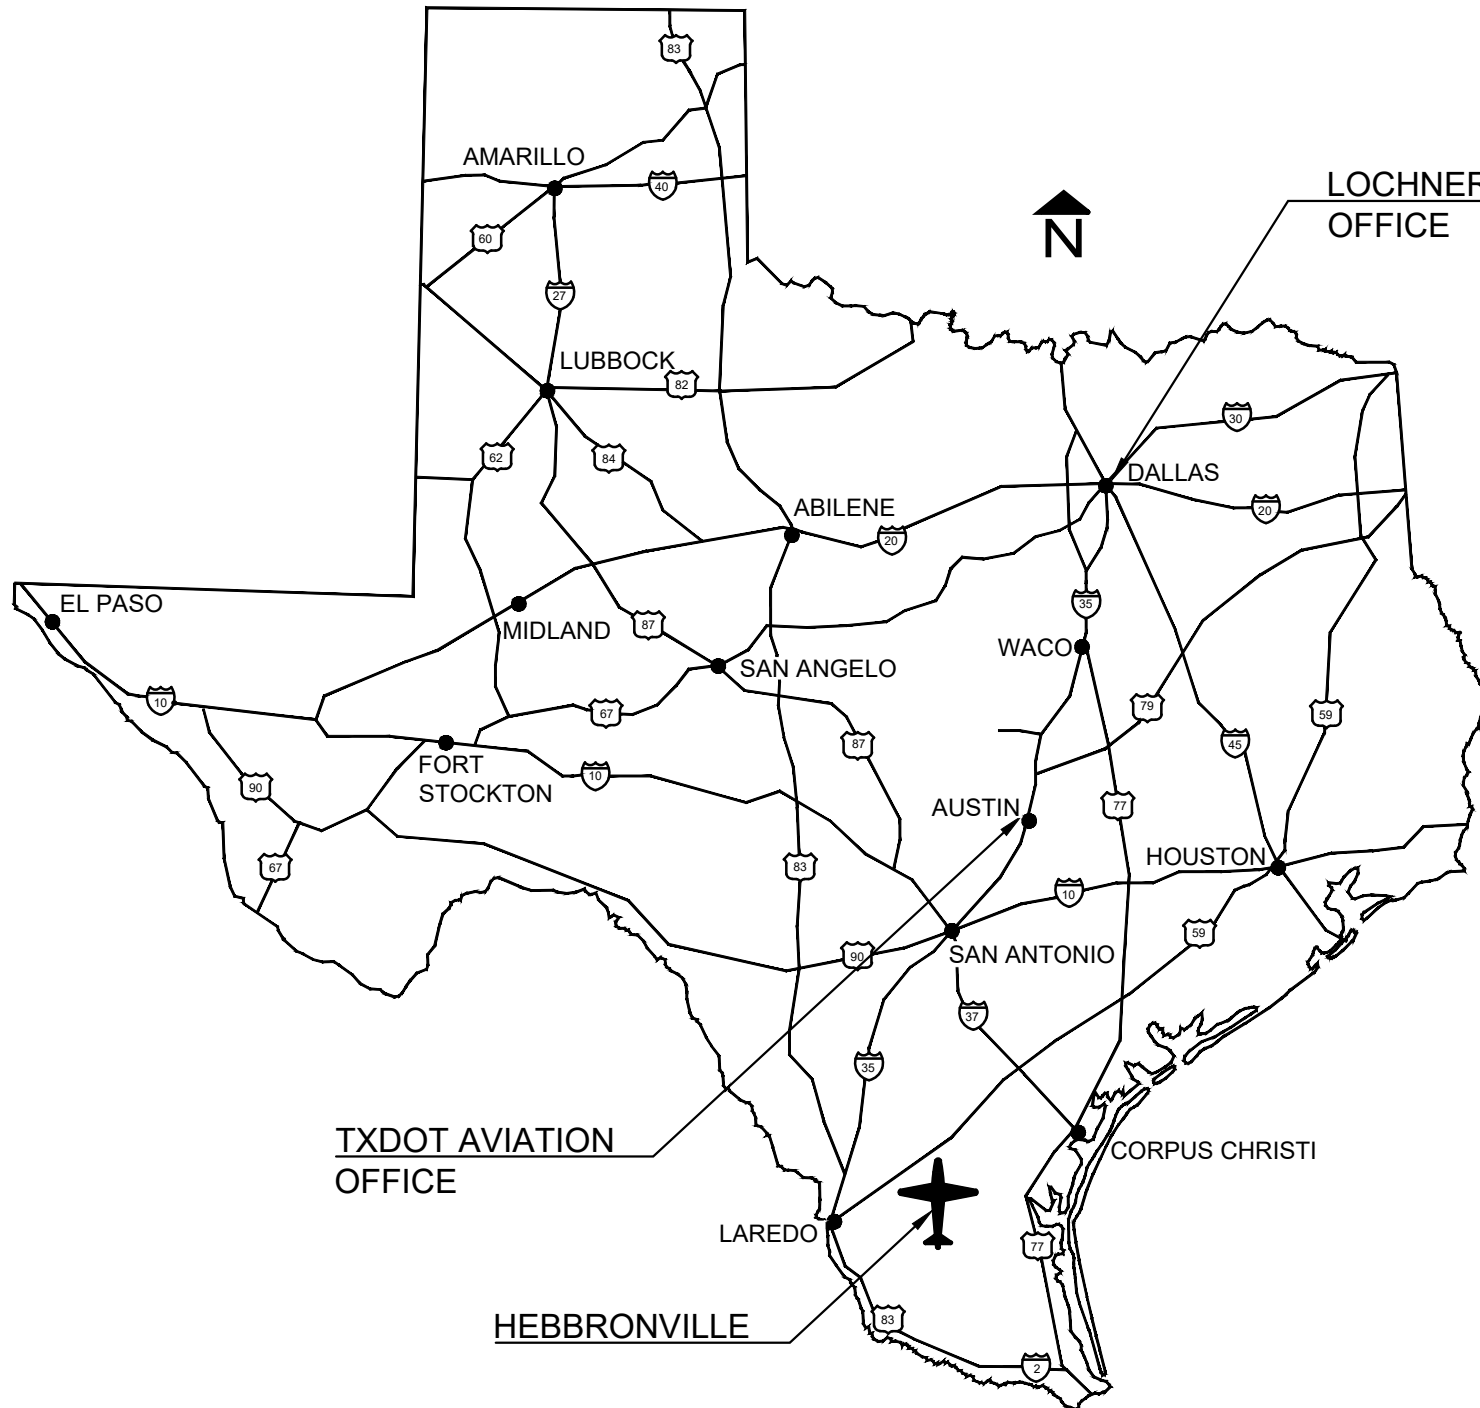 83
AMARILLO
40
LOCHNER
OFFICE
60
N
27
LUBBOCK
82
30
62
84
DALLAS
ABILENE
20
20
EL PASO
MIDLAND
35
87
WACO
SAN ANGELO
10
67
79
59
87
45
FORT
STOCKTON
10
90
AUSTIN
77
67
83
HOUSTON
10
59
90
SAN ANTONIO
37
35
TXDOT AVIATION
OFFICE
CORPUS CHRISTI
LAREDO
77
HEBBRONVILLE
83
2